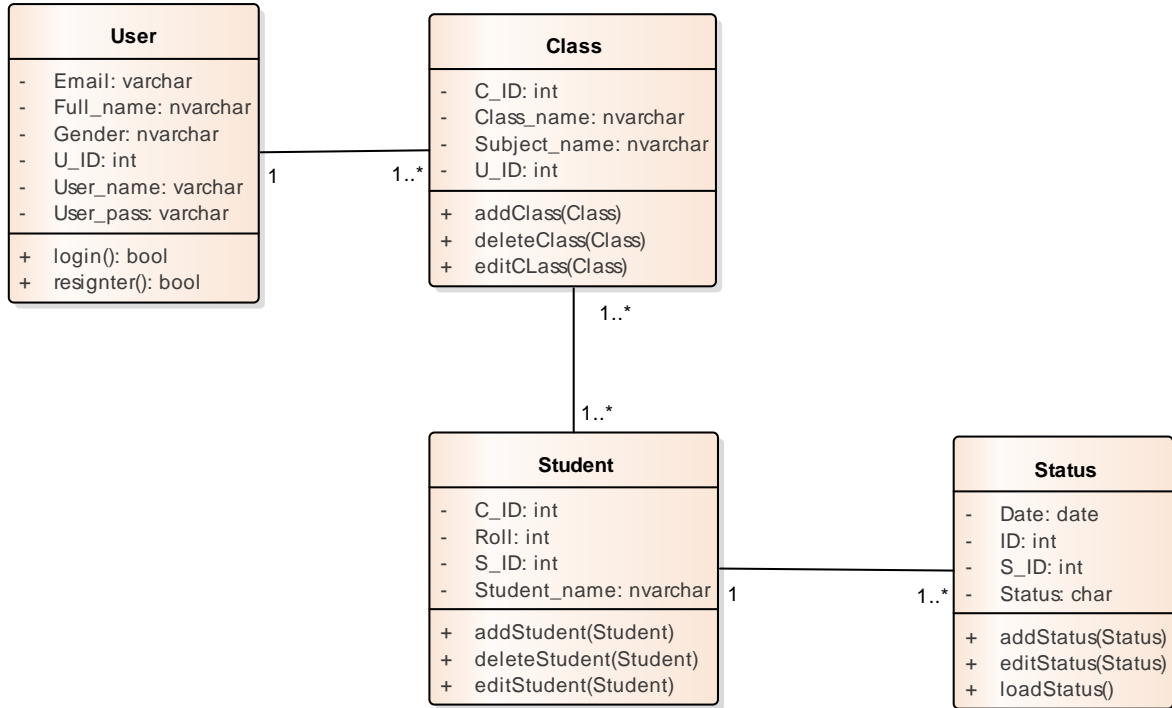 User
- Email: varchar
- Full_name: nvarchar
- Gender: nvarchar
- U_ID: int
- User_name: varchar
- User_pass: varchar
+ login(): bool
+ resignter(): bool
1
1..*
Class
- C_ID: int
- Class_name: nvarchar
- Subject_name: nvarchar
- U_ID: int
+ addClass(Class)
+ deleteClass(Class)
+ editCLass(Class)
1..*
1..*
Student
- C_ID: int
- Roll: int
- S_ID: int
- Student_name: nvarchar
+ addStudent(Student)
+ deleteStudent(Student)
+ editStudent(Student)
1
1..*
Status
- Date: date
- ID: int
- S_ID: int
- Status: char
+ addStatus(Status)
+ editStatus(Status)
+ loadStatus()